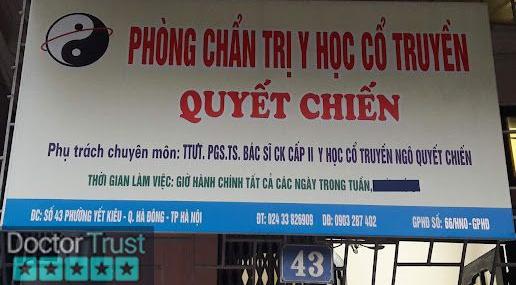 PHÒNG CHẨN TRỊ Y HỌC CỔ TRUYỀN
QUYẾT CHIẾN
Phụ trách chuyên môn: TTƯT. PGS.TS. BÁC SĨ CK CẤP II Y HỌC CỔ TRUYỀN NGÔ QUYẾT CHIẾN
THỜI GIAN LÀM VIỆC: GIỜ HÀNH CHÍNH TẤT CẢ CÁC NGÀY TRONG TUẦN,
ĐC: SỐ 43 PHƯỜNG YẾT KIÊU - Q. HÀ ĐÔNG - TP HÀ NỘI ĐT: 024 33 826909 DĐ: 0903 287 402 GPHĐ SỐ: 66/HNO - GPHĐ
DoctorTrust
43